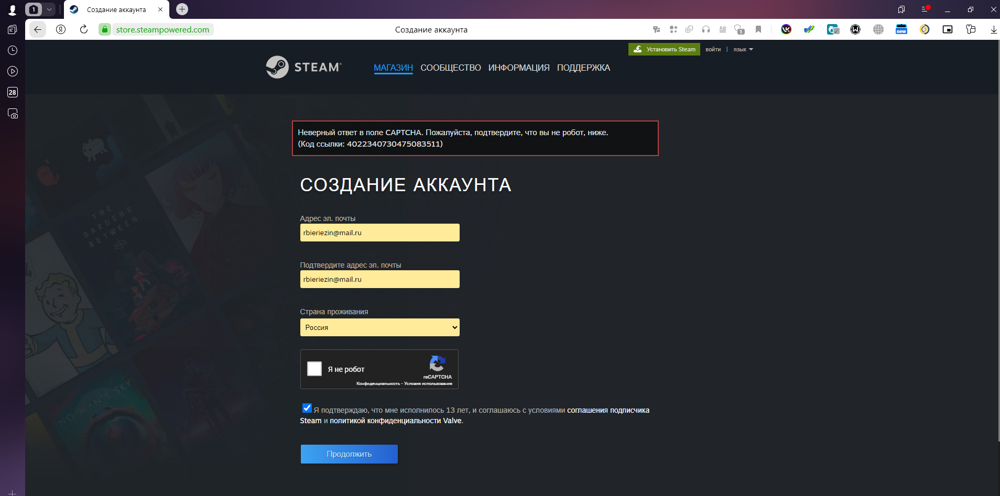 1
Создание аккаунта
Я
store.steampowered.com
Создание аккаунта
1
new
28
Установить Steam
войти | язык
STEAM®
МАГАЗИН СООБЩЕСТВО ИНФОРМАЦИЯ ПОДДЕРЖКА
Неверный ответ в поле CAPTCHA. Пожалуйста, подтвердите, что вы не робот, ниже.
(Код ссылки: 4022340730475083511)
СОЗДАНИЕ АККАУНТА
Адрес эл. почты
rbieriezin@mail.ru
Подтвердите адрес эл. почты
rbieriezin@mail.ru
Страна проживания
Россия
Я не робот
reCAPTCHA
Конфиденциальность - Условия использования
Я подтверждаю, что мне исполнилось 13 лет, и соглашаюсь с условиями соглашения подписчика
Steam и политикой конфиденциальности Valve.
Продолжить
THE
GARDENS
BETWEEN
NO MAN'S SKY